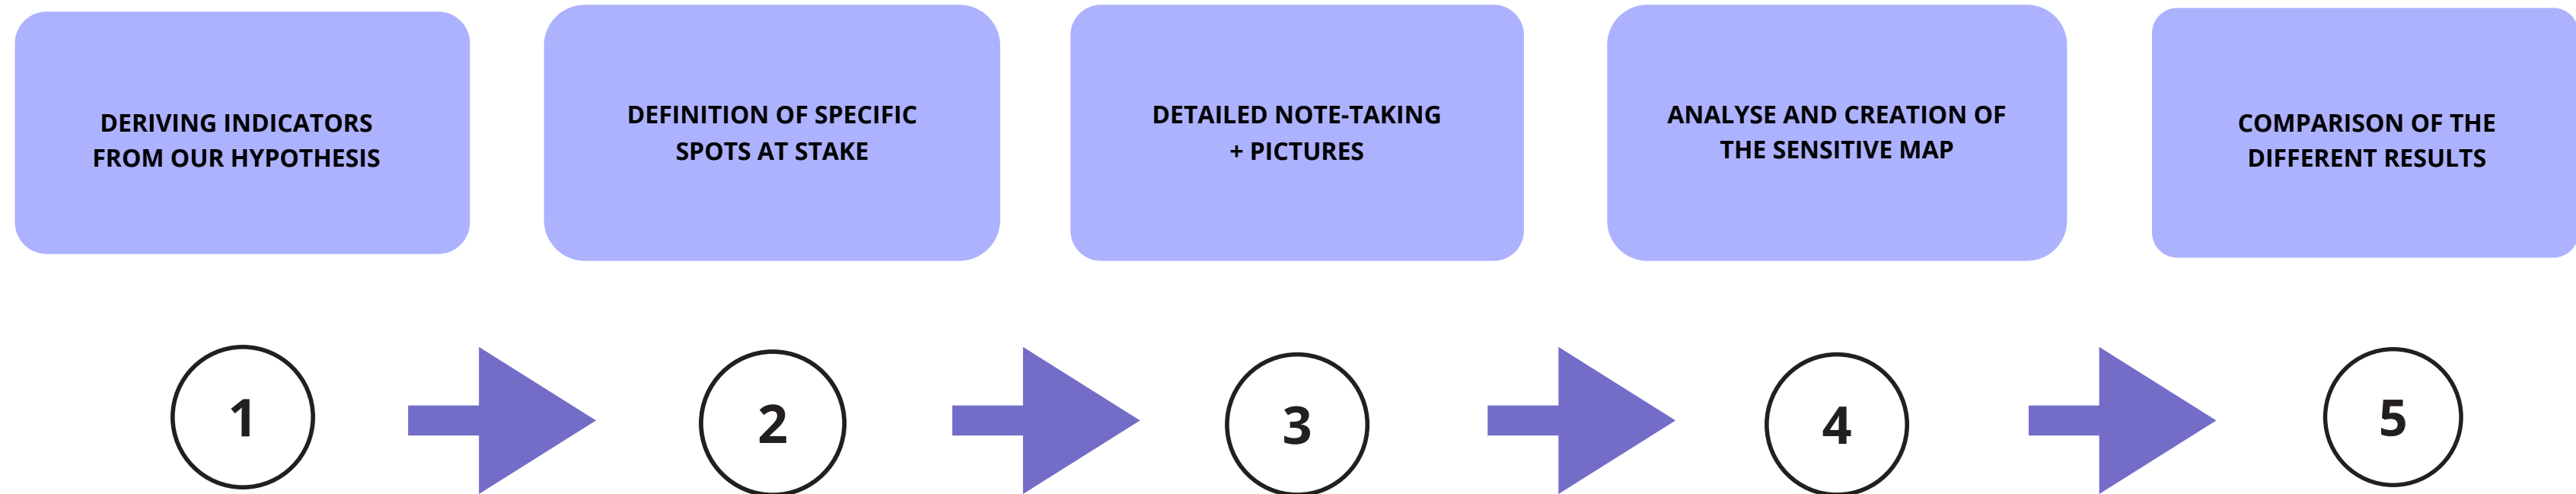 DERIVING INDICATORS
FROM OUR HYPOTHESIS
DEFINITION OF SPECIFIC
SPOTS AT STAKE
DETAILED NOTE-TAKING
+ PICTURES
ANALYSE AND CREATION OF
THE SENSITIVE MAP
COMPARISON OF THE
DIFFERENT RESULTS
1
2
3
4
5